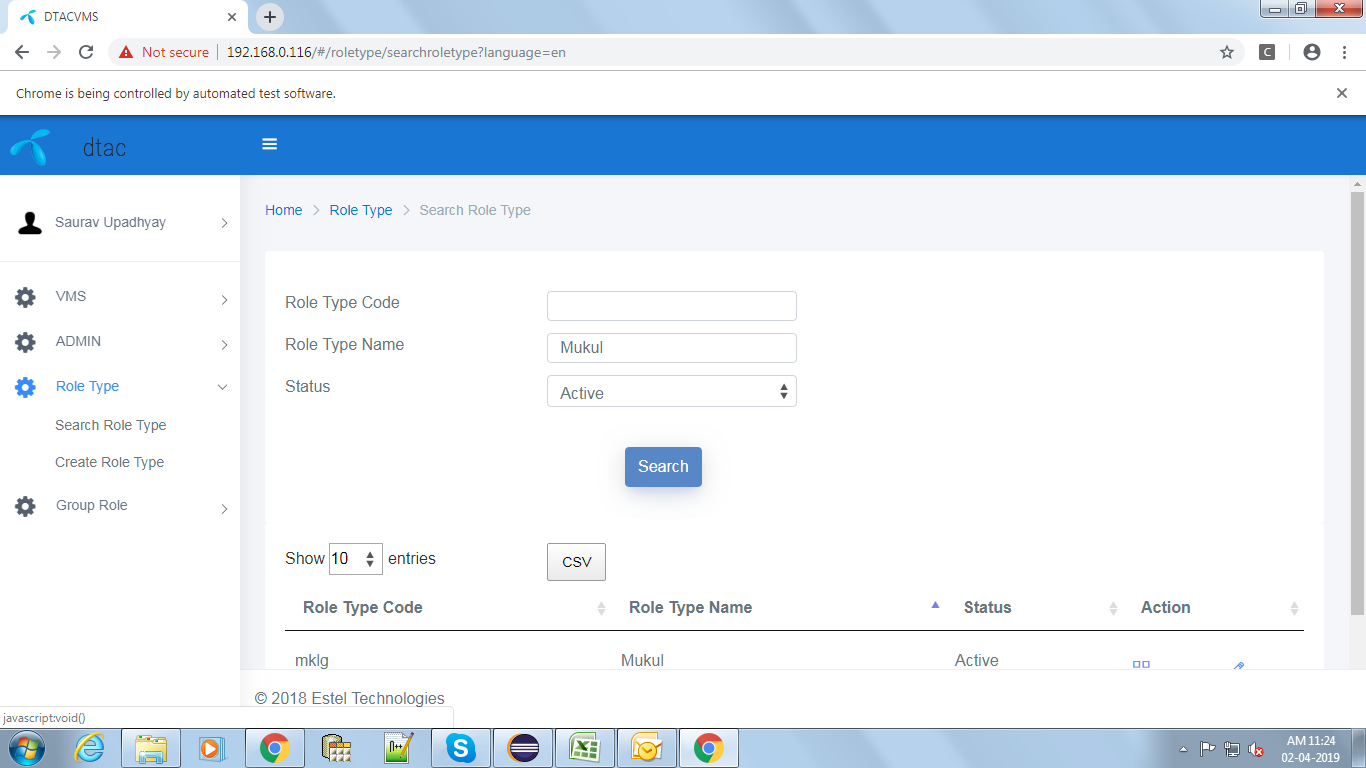 DTACVMS
Not secure 192.168.0.116/#/roletype/searchroletype?language=en
C
Chrome is being controlled by automated test software.
dtac
Home Role Type Search Role Type
Saurav Upadhyay
VMS
ADMIN
Role Type
Search Role Type
Create Role Type
Group Role
Role Type Code
Role Type Name Mukul
Status Active
Search
Show 10 entries CSV
Role Type Code Role Type Name Status Action
mklg Mukul Active
© 2018 Estel Technologies
javascript:void()
AM 11:24
02-04-2019